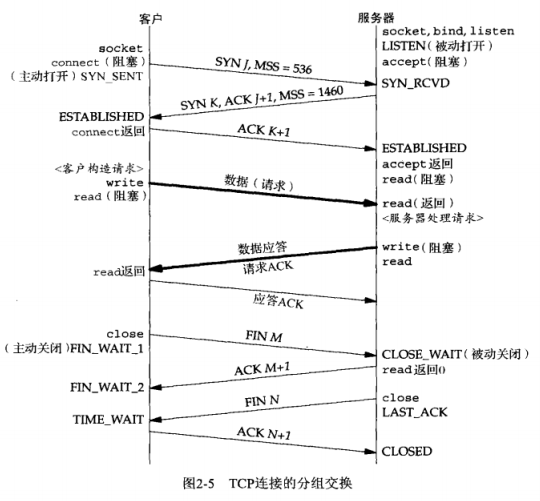 客户
服务器
socket, bind, listen
LISTEN(被动打开)
accept(阻塞)
socket
connect(阻塞)
(主动打开) SYN_SENT
SYN J, MSS = 536
SYN_RCVD
SYN K, ACK J+1, MSS = 1460
ESTABLISHED
connect返回
ACK K+1
ESTABLISHED
accept返回
read(阻塞)
<客户构造请求>
write
read(阻塞)
数据(请求)
read(返回)
<服务器处理请求>
数据应答
请求ACK
write(阻塞)
read
read返回
应答ACK
close
(主动关闭)FIN_WAIT_1
FIN M
CLOSE_WAIT(被动关闭)
read返回0
ACK M+1
FIN_WAIT_2
FIN N
close
LAST_ACK
TIME_WAIT
ACK N+1
CLOSED
图2-5 TCP连接的分组交换